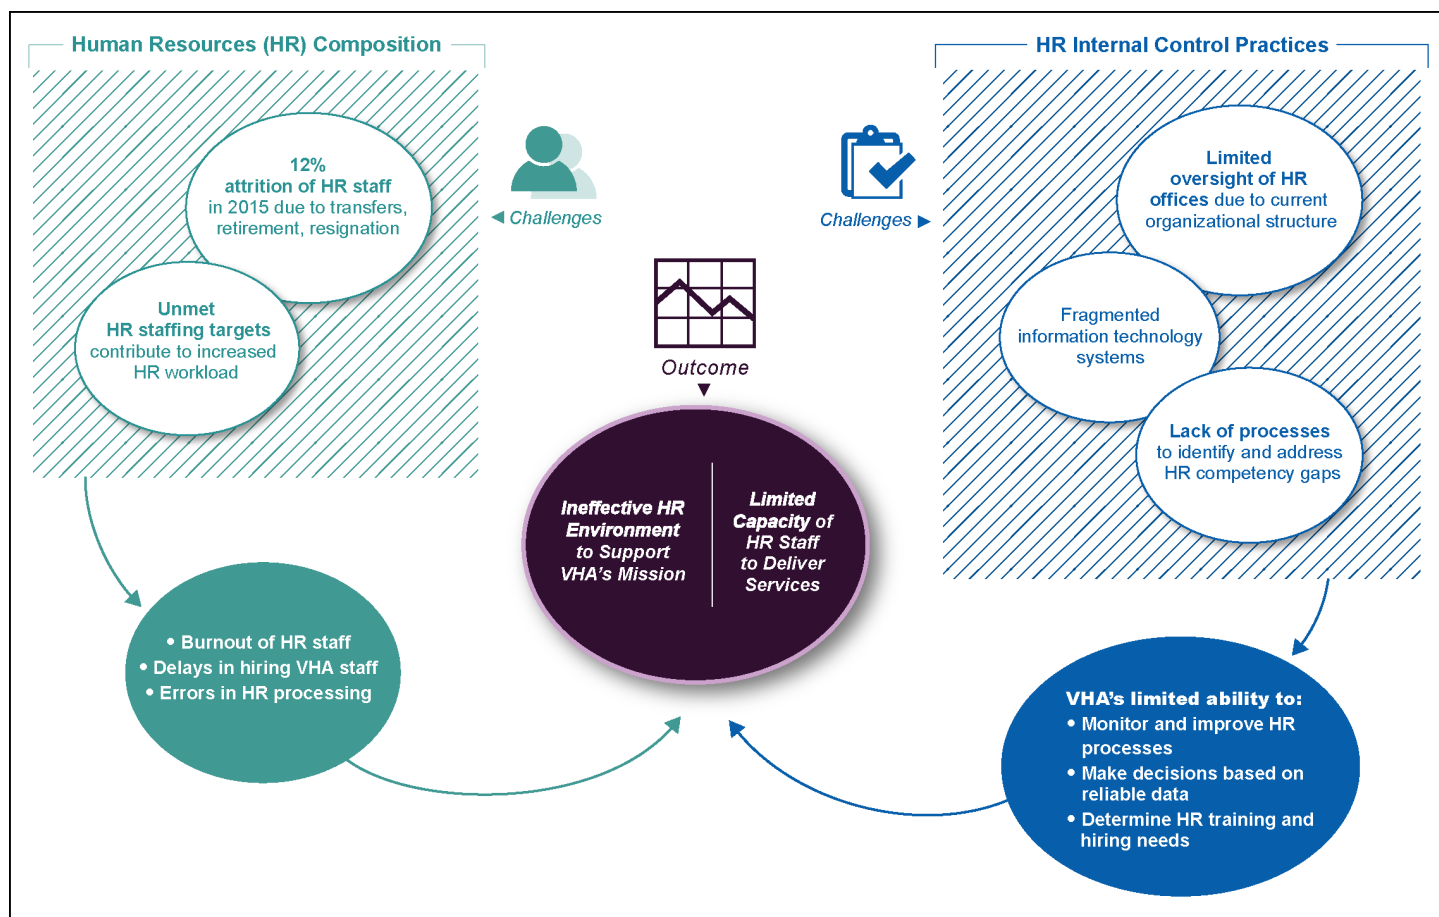 Human Resources (HR) Composition
12%
attrition of HR staff
in 2015 due to transfers,
retirement, resignation
Unmet
HR staffing targets
contribute to increased
HR workload
Challenges
• Burnout of HR staff
• Delays in hiring VHA staff
• Errors in HR processing
HR Internal Control Practices
Challenges
Limited
oversight of HR
offices due to current
organizational structure
Fragmented
information technology
systems
Lack of processes
to identify and address
HR competency gaps
VHA's limited ability to:
• Monitor and improve HR
processes
• Make decisions based on
reliable data
• Determine HR training and
hiring needs
Outcome
Ineffective HR
Environment
to Support
VHA's Mission
Limited
Capacity of
HR Staff
to Deliver
Services